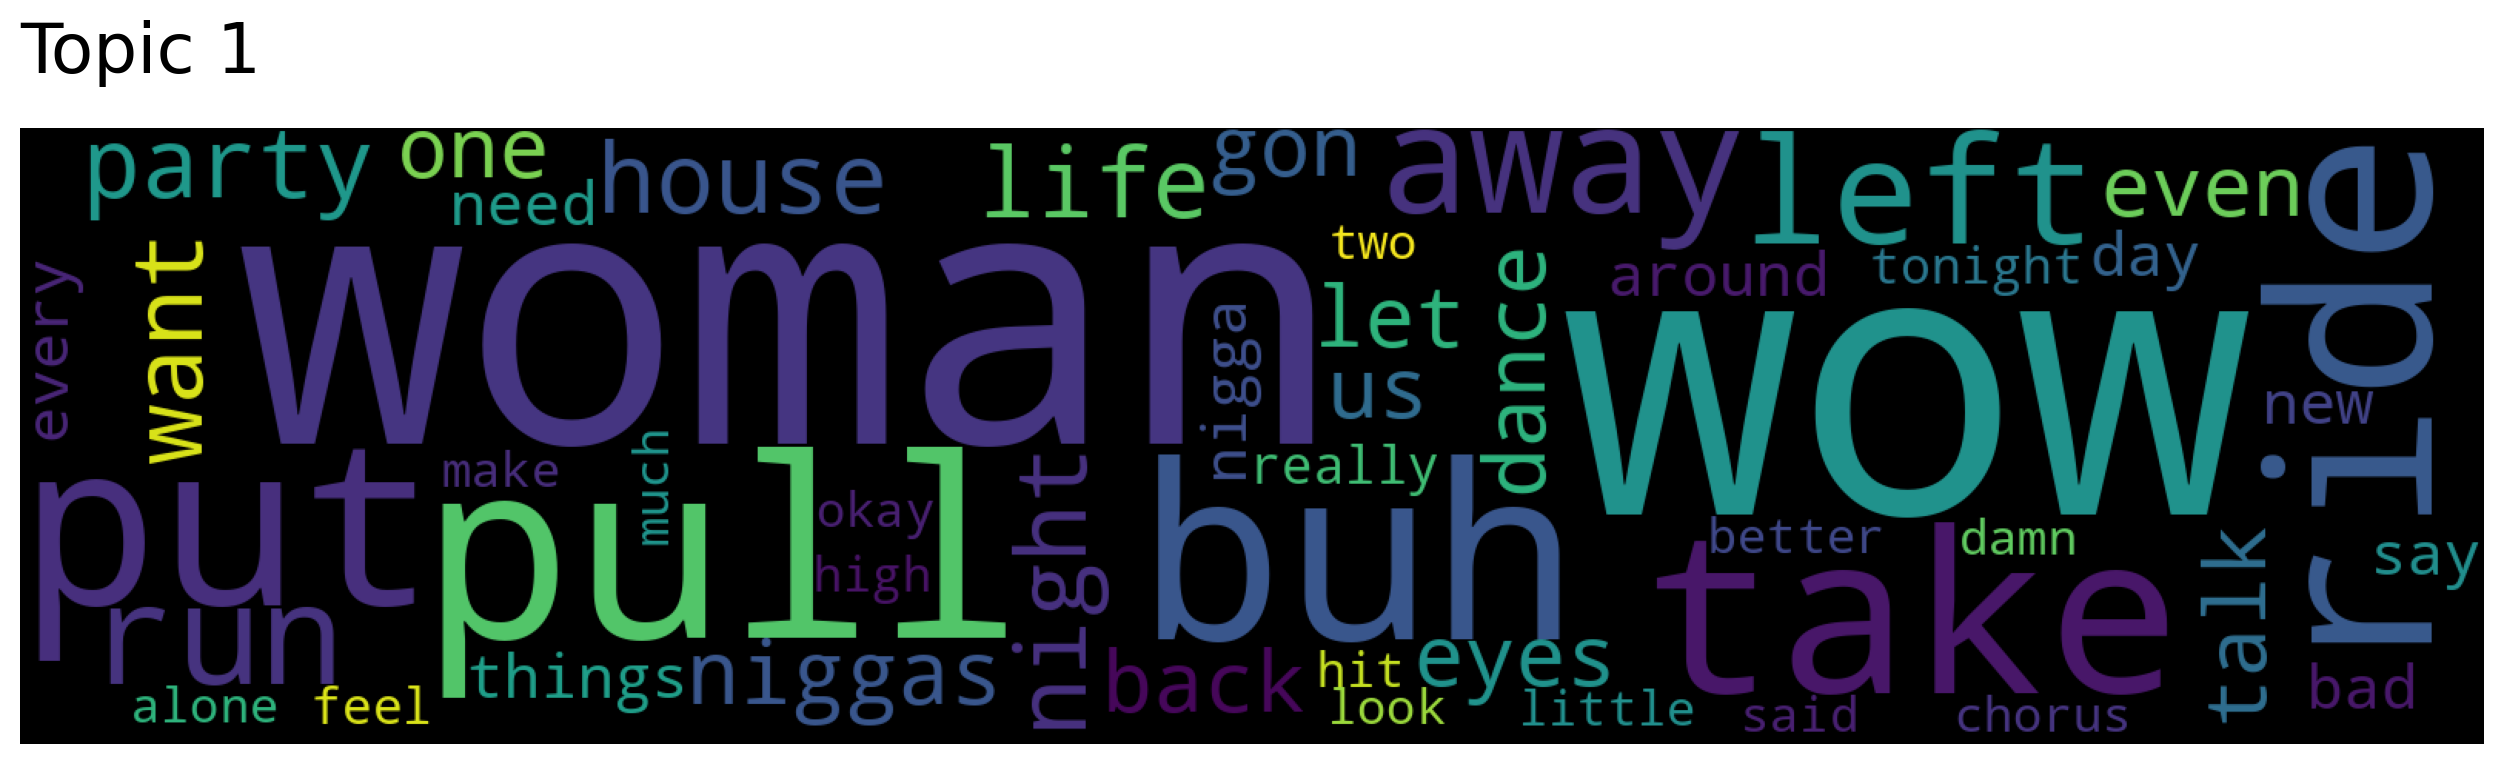 Topic 1
party
one
need
house
life
gon
away
left
even
ride
every
want
woman
two
let
us
dance
around
tonight
day
wow
new
nigga
really
put
make
much
pull
okay
high
night
buh
better
damn
take
talk
say
run
things
niggas
back
hit
eyes
bad
alone
feel
look
little
said
chorus